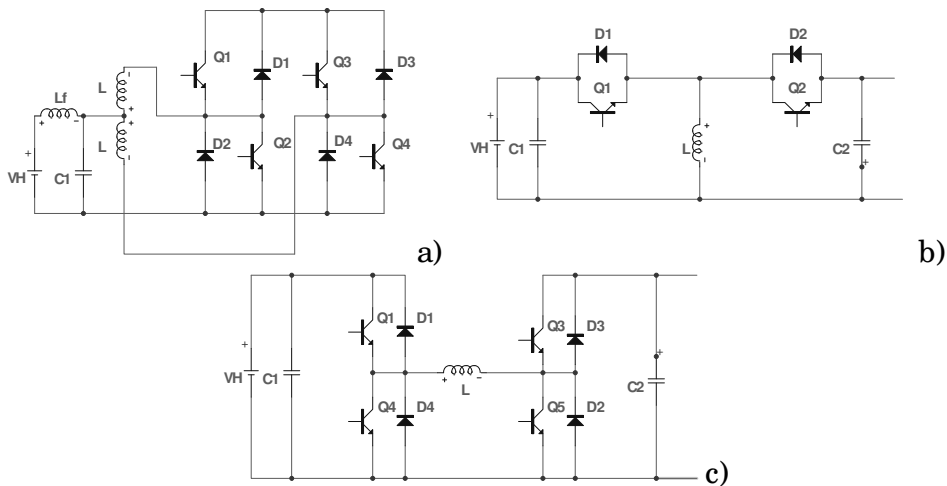 Q1
D1
Q3
D3
L
Lf
+
-
L
D2
Q2
D4
Q4
+
VH
C1
a)
D1
D2
Q1
Q2
+
VH
C1
+
L
-
C2
+
b)
Q1
D1
Q3
D3
+
VH
C1
+
L
-
+
C2
Q4
D4
Q5
D2
c)